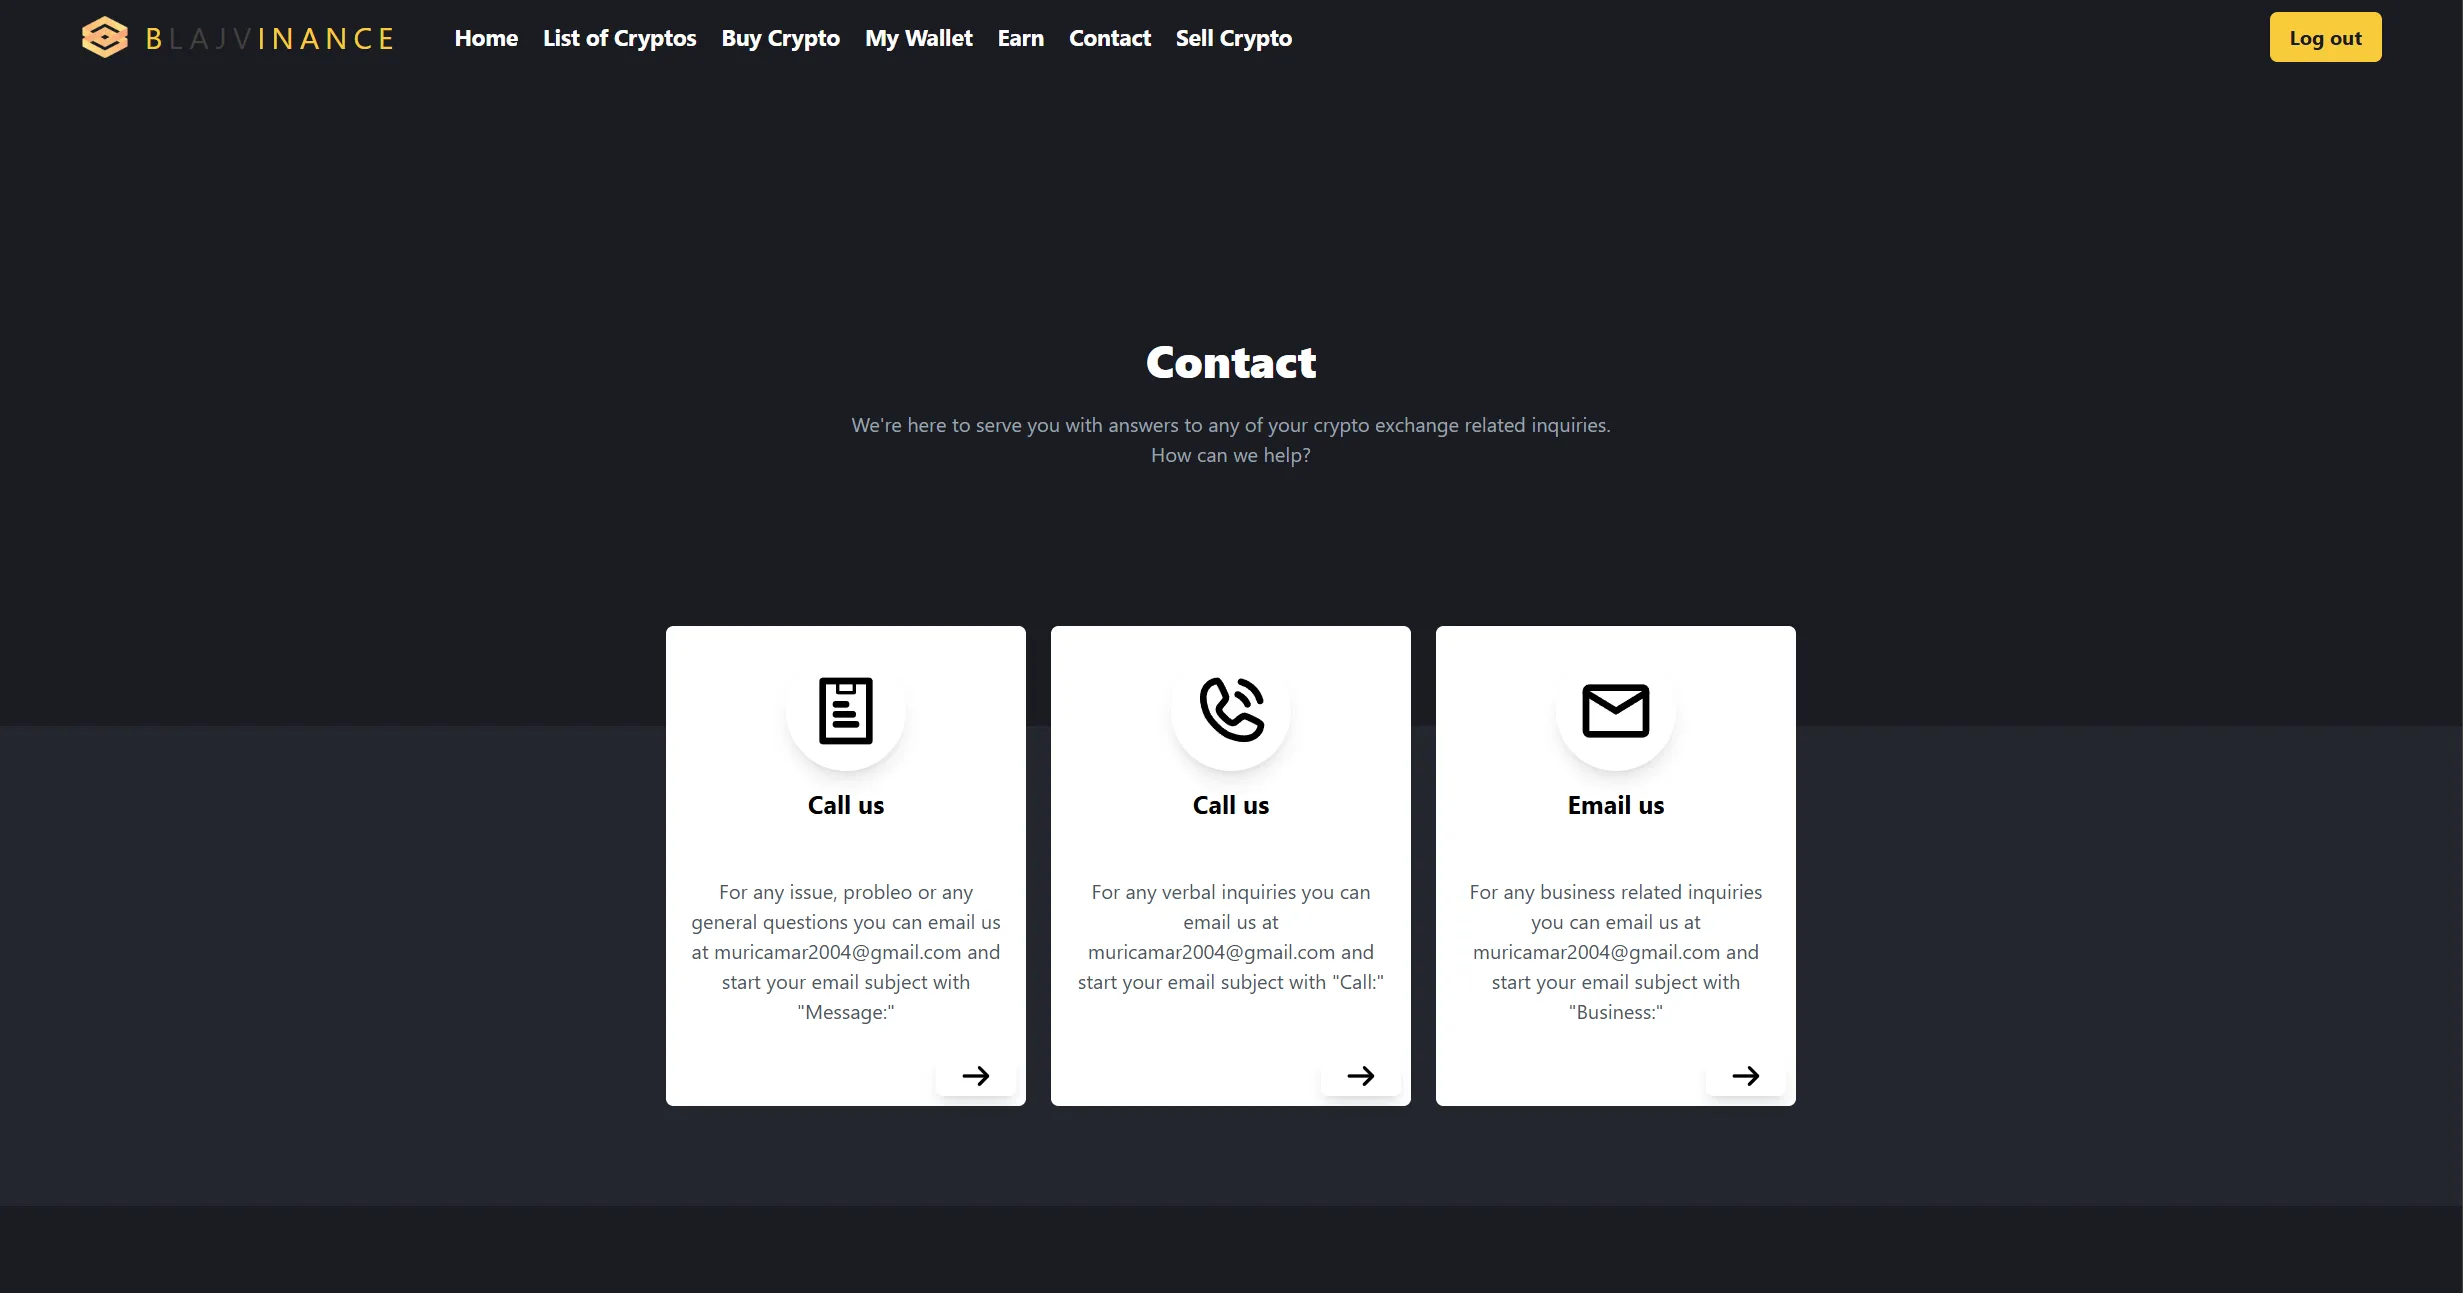 BLAJVINANCE
Home
List of Cryptos
Buy Crypto
My Wallet
Earn
Contact
Sell Crypto
Log out
Contact
We're here to serve you with answers to any of your crypto exchange related inquiries.
How can we help?
Call us
For any issue, probleo or any
general questions you can email us
at muricamar2004@gmail.com and
start your email subject with
"Message:"
Call us
For any verbal inquiries you can
email us at
muricamar2004@gmail.com and
start your email subject with "Call:"
Email us
For any business related inquiries
you can email us at
muricamar2004@gmail.com and
start your email subject with
"Business:"